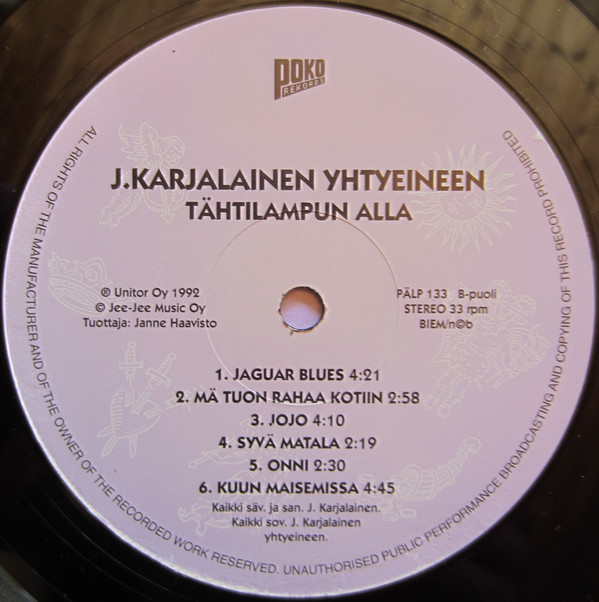 POKO
REKORDS
J.KARJALAINEN YHTYEINEEN
TÄHTILAMPUN ALLA
℗ Unitor Oy 1992
© Jee-Jee Music Oy
Tuottaja: Janne Haavisto
PÄLP 133 B-puoli
STEREO 33 rpm
BIEM/n©b
1. JAGUAR BLUES 4:21
2. MÄ TUON RAHAA KOTIIN 2:58
3. JOJO 4:10
4. SYVÄ MATALA 2:19
5. ONNI 2:30
6. KUUN MAISEMISSA 4:45
Kaikki säv. ja san. J. Karjalainen.
Kaikki sov. J. Karjalainen
yhtyeineen.
ALL RIGHTS OF THE MANUFACTURER AND OF THE OWNER OF THE RECORDED WORK RESERVED. UNAUTHORISED PUBLIC PERFORMANCE BROADCASTING AND COPYING OF THIS RECORD PROHIBITED